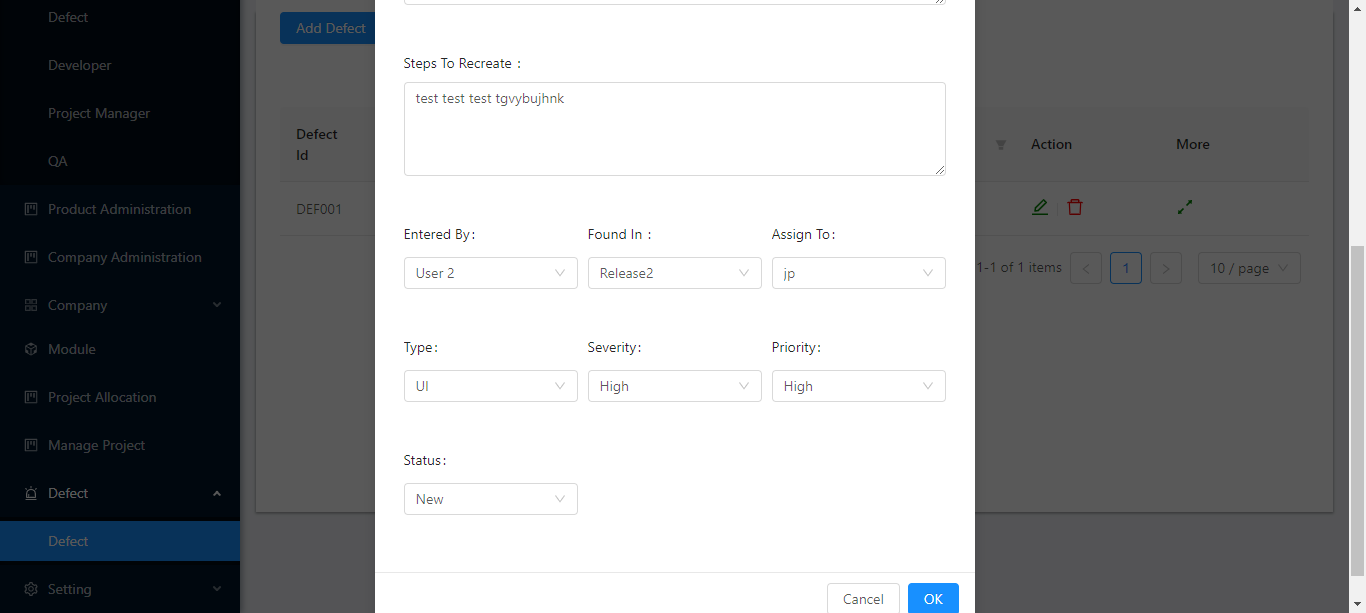 Defect
Developer
Project Manager
QA
Product Administration
Company Administration
Company
Module
Project Allocation
Manage Project
Defect
Defect
Setting
Add Defect
Defect
Id
Action
More
DEF001
1-1 of 1 items
1
10 / page
Steps To Recreate :
test test test tgvybujhnk
Entered By:
Found In :
Assign To:
User 2
Release2
jp
Type:
Severity:
Priority:
UI
High
High
Status:
New
Cancel
OK